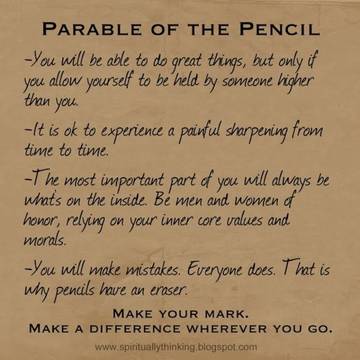 PARABLE OF THE PENCIL
-You will be able to do great things, but only if
you allow yourself to be held by someone higher
than you.
-It is ok to experience a painful sharpening from
time to time.
-The most important part of you will always be
whats on the inside. Be men and women of
honor, relying on your inner core values and
morals.
-You will make mistakes. Everyone does. That is
why pencils have an eraser.
MAKE YOUR MARK.
MAKE A DIFFERENCE WHEREVER YOU GO.
www.spirituallythinking.blogspot.com